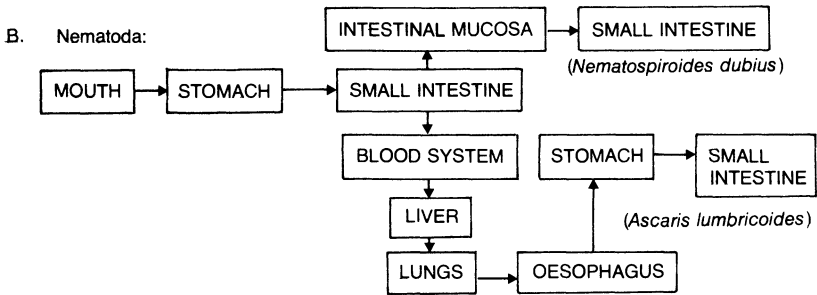 B. Nematoda:
INTESTINAL MUCOSA
SMALL INTESTINE
(Nematospiroides dubius)
MOUTH
STOMACH
SMALL INTESTINE
BLOOD SYSTEM
STOMACH
SMALL
INTESTINE
LIVER
(Ascaris lumbricoides)
LUNGS
OESOPHAGUS